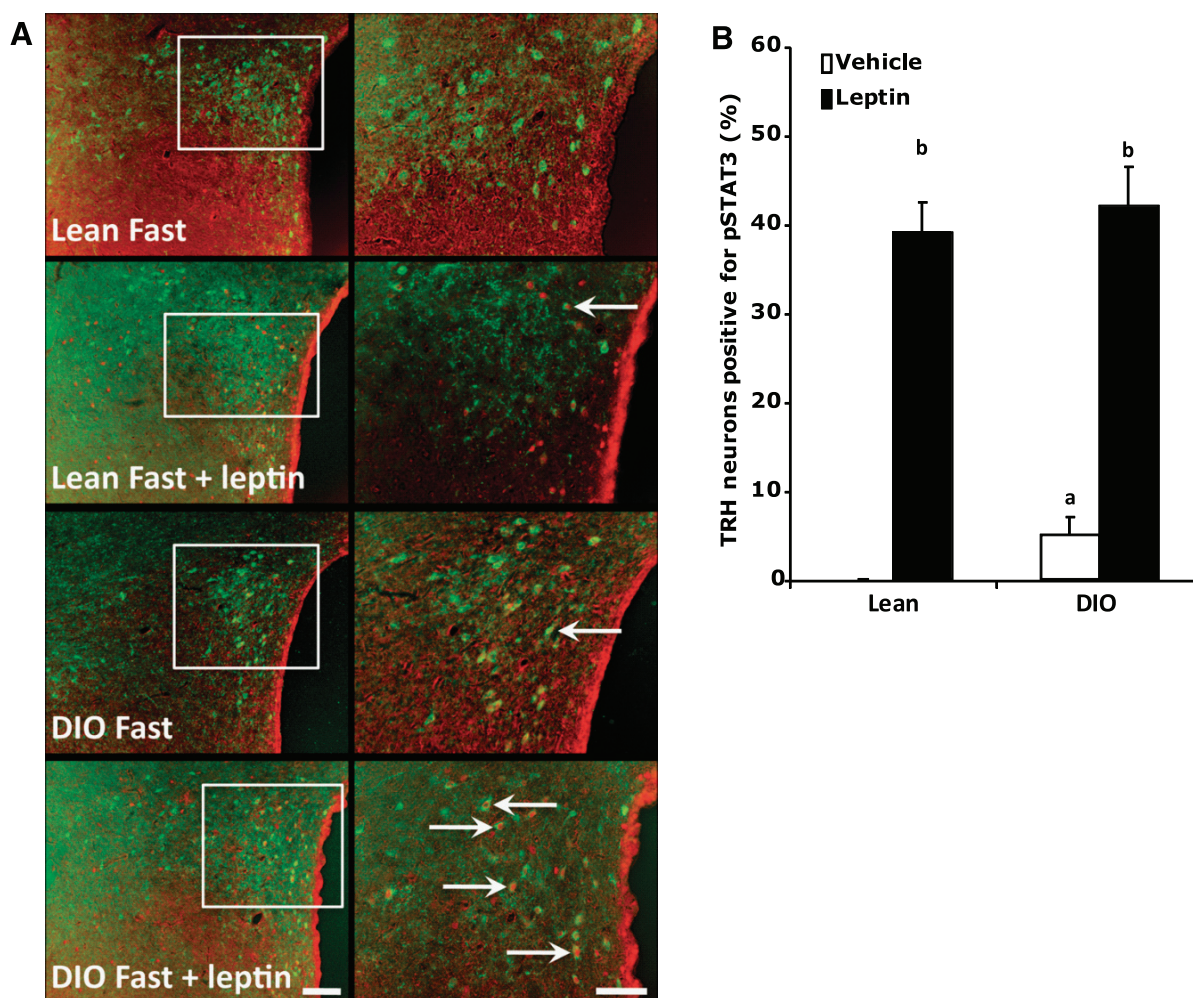 A
Lean Fast
Lean Fast + leptin
DIO Fast
DIO Fast + leptin
B
TRH neurons positive for pSTAT3 (%)
60
50
40
30
20
10
0
Vehicle
Leptin
b
a
b
Lean
DIO